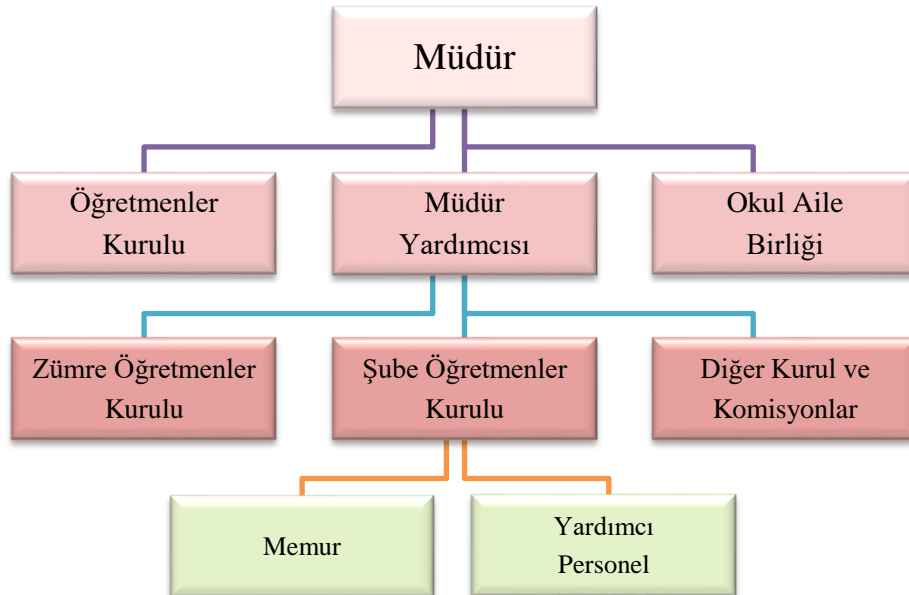 Müdür
Öğretmenler
Kurulu
Müdür
Yardımcısı
Okul Aile
Birliği
Zümre Öğretmenler
Kurulu
Şube Öğretmenler
Kurulu
Diğer Kurul ve
Komisyonlar
Memur
Yardımcı
Personel